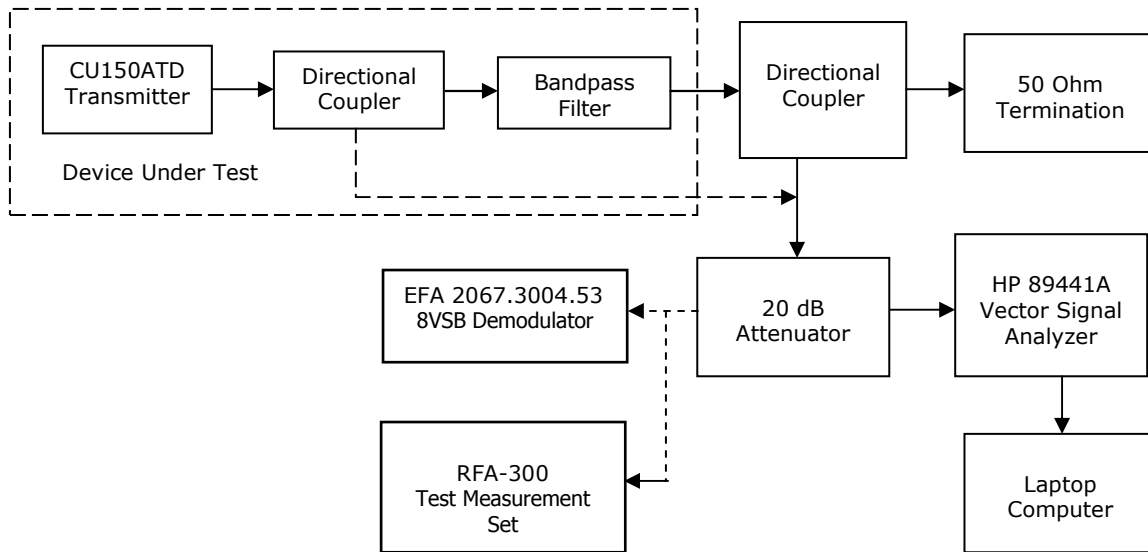 CU150ATD
Transmitter
Directional
Coupler
Bandpass
Filter
Directional
Coupler
50 Ohm
Termination
Device Under Test
EFA 2067.3004.53
8VSB Demodulator
20 dB
Attenuator
HP 89441A
Vector Signal
Analyzer
RFA-300
Test Measurement
Set
Laptop
Computer